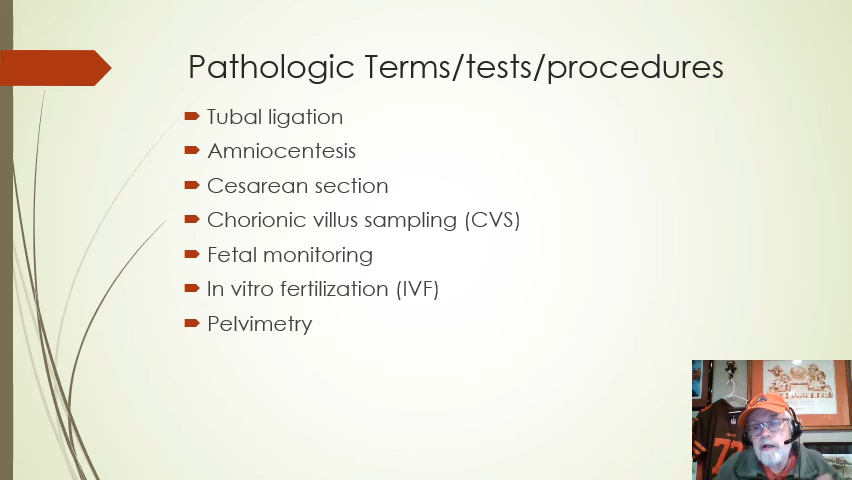 Pathologic Terms/tests/procedures
Tubal ligation
Amniocentesis
Cesarean section
Chorionic villus sampling (CVS)
Fetal monitoring
In vitro fertilization (IVF)
Pelvimetry